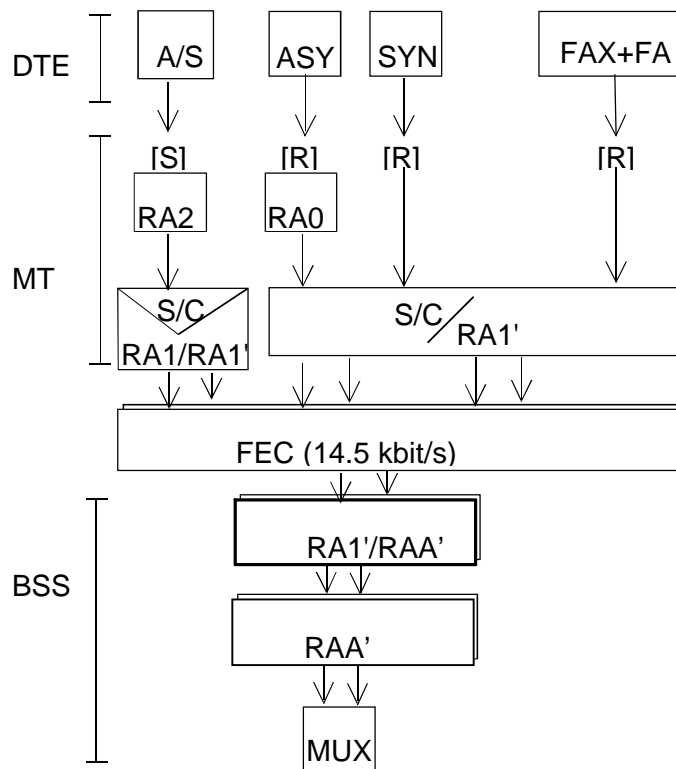 DTE
A/S
ASY
SYN
FAX+FA
[S]
[R]
[R]
[R]
RA2
RA0
MT
S/C
RA1/RA1'
S/C
RA1'
FEC (14.5 kbit/s)
BSS
RA1'/RAA’
RAA’
MUX